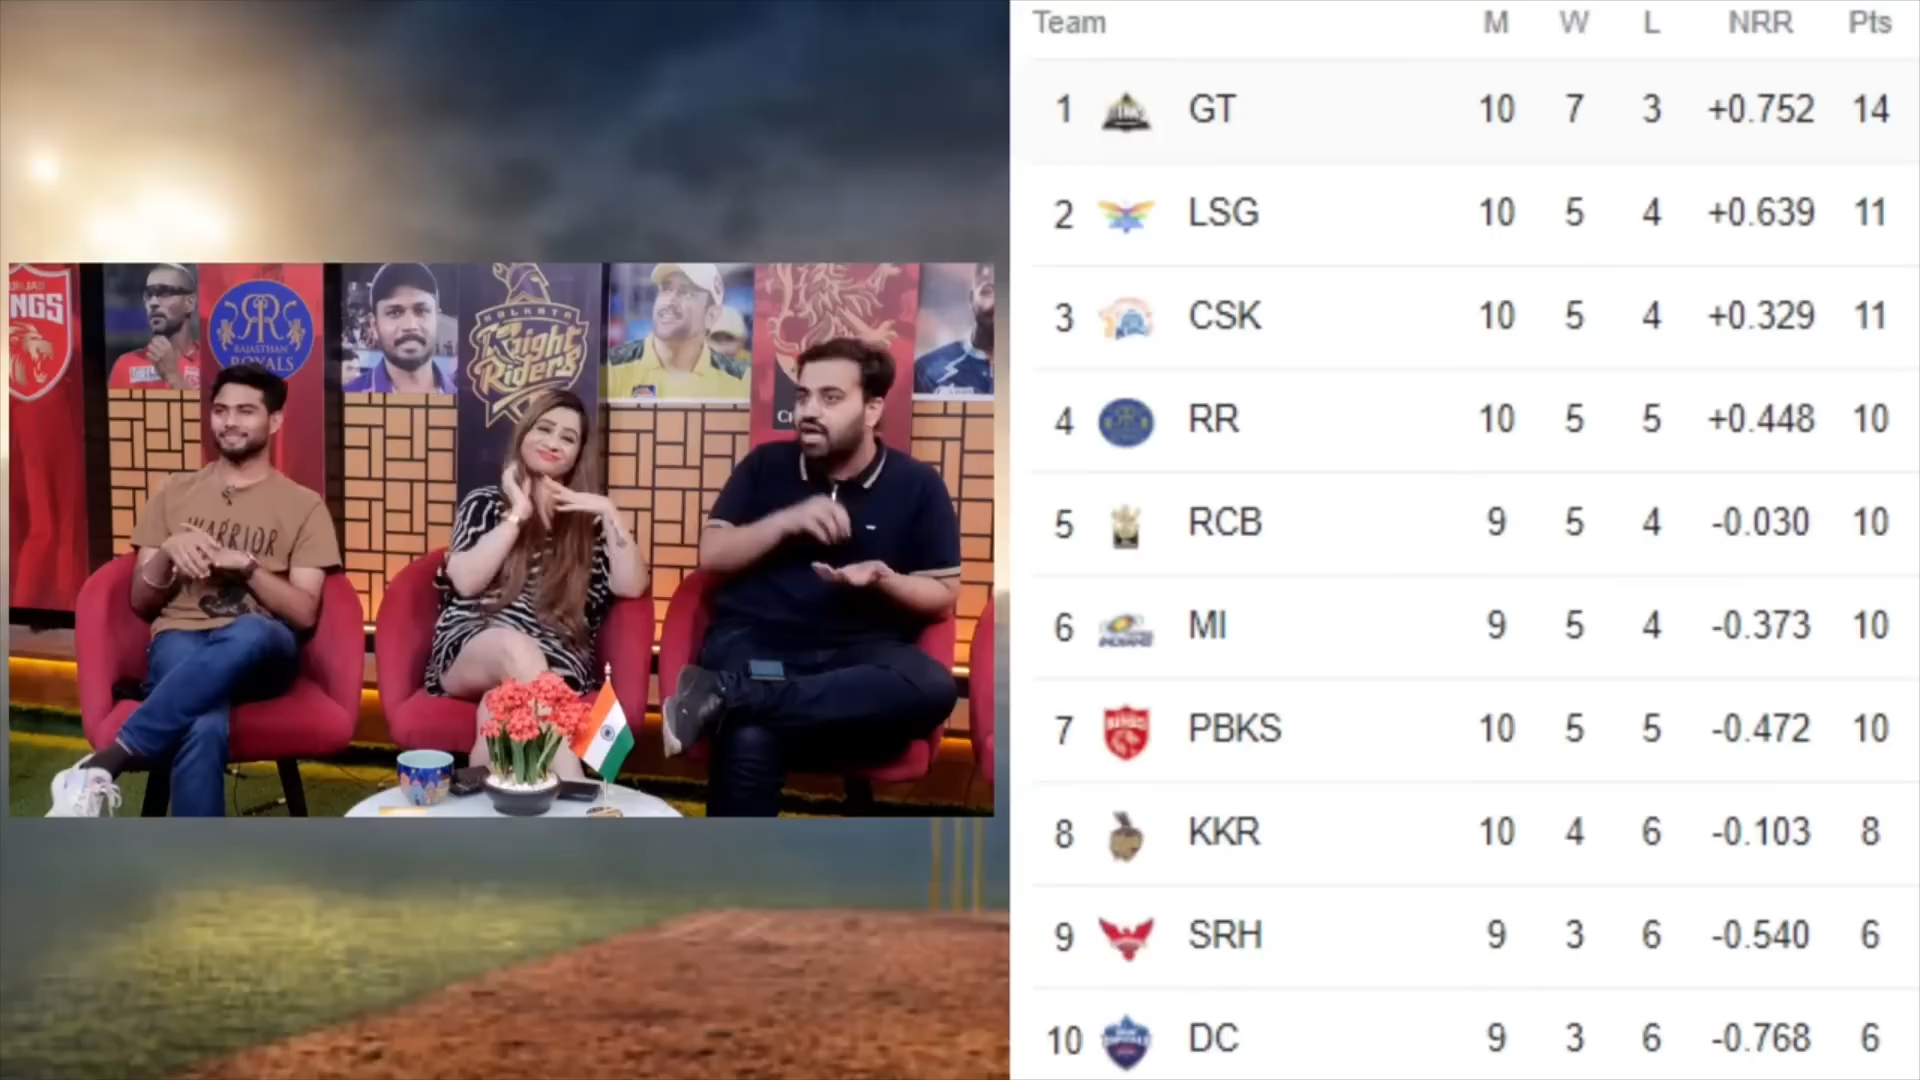 NGS
RAJASTHAN
ROYALS
KOLKATA
Knight
Riders
WARRIOR
Team M W L NRR Pts
1 GT 10 7 3 +0.752 14
2 LSG 10 5 4 +0.639 11
3 CSK 10 5 4 +0.329 11
4 RR 10 5 5 +0.448 10
5 RCB 9 5 4 -0.030 10
6 MI 9 5 4 -0.373 10
7 PBKS 10 5 5 -0.472 10
8 KKR 10 4 6 -0.103 8
9 SRH 9 3 6 -0.540 6
10 DC 9 3 6 -0.768 6